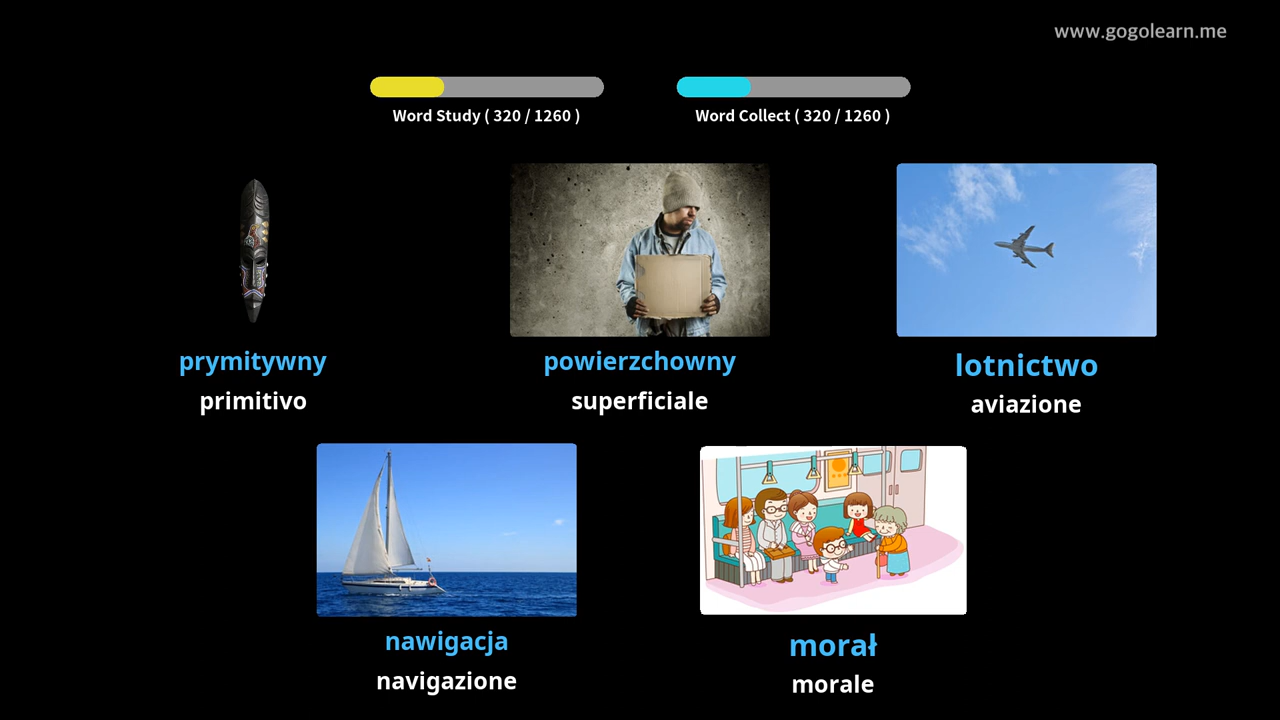 www.gogolearn.me
Word Study ( 320 / 1260 )
Word Collect ( 320 / 1260 )
prymitywny
primitivo
powierzchowny
superficiale
lotnictwo
aviazione
nawigacja
navigazione
morał
morale